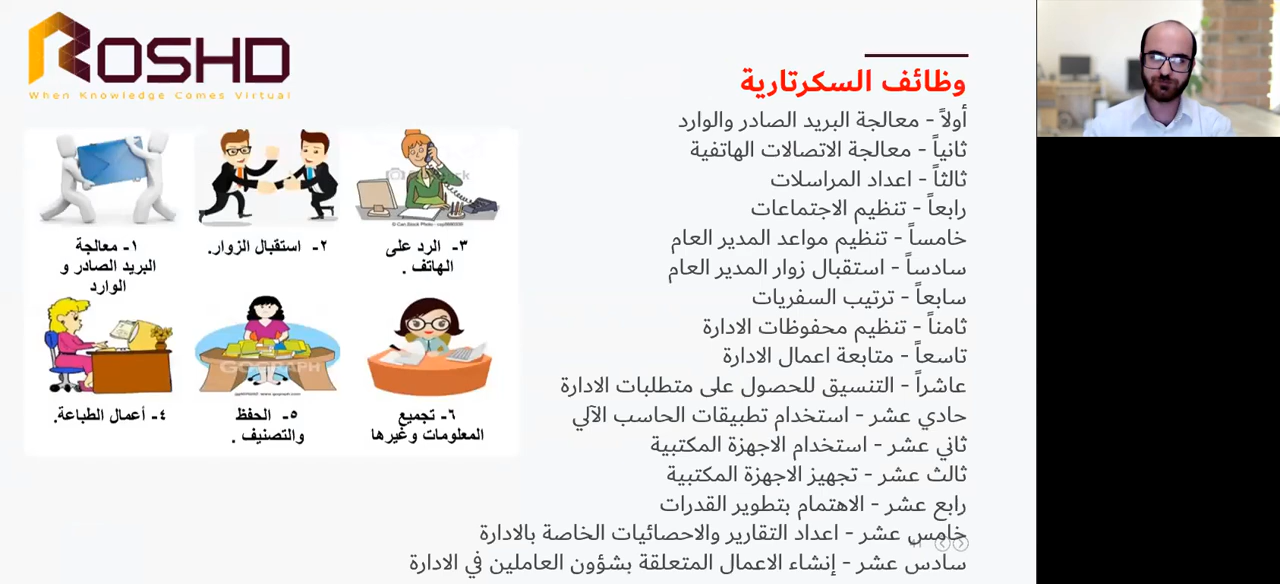 ROSHD
When Knowledge Comes Virtual
وظائف السكرتارية
أولاً - معالجة البريد الصادر والوارد
ثانياً - معالجة الاتصالات الهاتفية
ثالثاً - اعداد المراسلات
رابعاً - تنظيم الاجتماعات
خامساً - تنظيم مواعد المدير العام
سادساً - استقبال زوار المدير العام
سابعاً - ترتيب السفريات
ثامناً - تنظيم محفوظات الادارة
تاسعاً - متابعة اعمال الادارة
عاشراً - التنسيق للحصول على متطلبات الادارة
حادي عشر - استخدام تطبيقات الحاسب الآلي
ثاني عشر - استخدام الاجهزة المكتبية
ثالث عشر - تجهيز الاجهزة المكتبية
رابع عشر - الاهتمام بتطوير القدرات
خامس عشر - اعداد التقارير والاحصائيات الخاصة بالادارة
سادس عشر - إنشاء الاعمال المتعلقة بشؤون العاملين في الادارة
١- معالجة
البريد الصادر و
الوارد
٢- استقبال الزوار.
٣- الرد على
الهاتف .
٤- أعمال الطباعة.
٥- الحفظ
والتصنيف .
٦- تجميع
المعلومات وغيرها
GOGRAPH